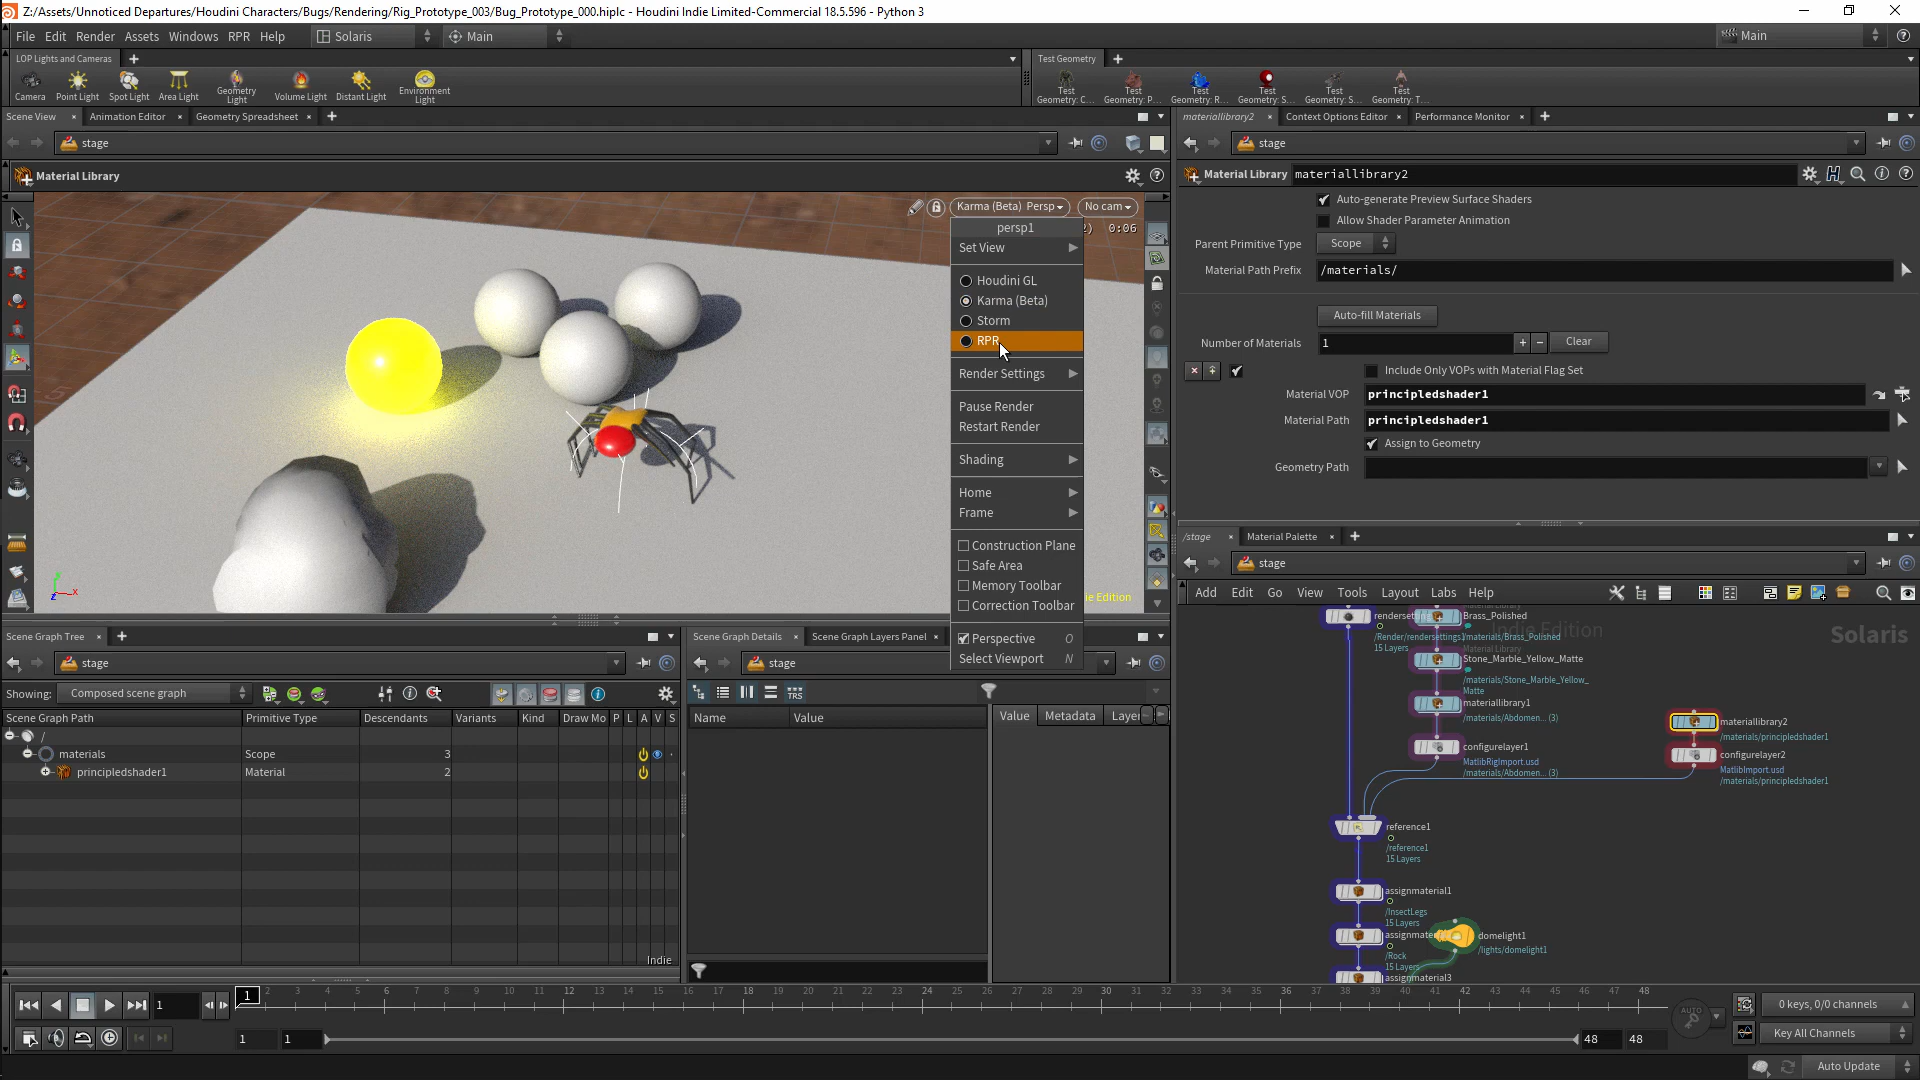 Z:/Assets/Unnoticed Departures/Houdini Characters/Bugs/Rendering/Rig_Prototype_003/Bug_Prototype_000.hiplc - Houdini Indie Limited-Commercial 18.5.596 - Python 3
File Edit Render Assets Windows RPR Help Solaris Main Main
LOP Lights and Cameras
Test Geometry
Camera
Point Light
Spot Light
Area Light
Geometry Light
Volume Light
Distant Light
Environment Light
Test Geometry: C...
Test Geometry: P...
Test Geometry: R...
Test Geometry: S...
Test Geometry: S...
Test Geometry: T...
Scene View Animation Editor Geometry Spreadsheet
stage
Material Library
Karma (Beta) Persp No cam
0:06
persp1
Set View
Houdini GL
Karma (Beta)
Storm
RPR
Render Settings
Pause Render
Restart Render
Shading
Home
Frame
Construction Plane
Safe Area
Memory Toolbar
Correction Toolbar
Perspective O
Select Viewport N
ie Edition
materiallibrary2 Context Options Editor Performance Monitor
stage
Material Library materiallibrary2
Auto-generate Preview Surface Shaders
Allow Shader Parameter Animation
Parent Primitive Type Scope
Material Path Prefix /materials/
Auto-fill Materials
Number of Materials 1 Clear
Include Only VOPs with Material Flag Set
Material VOP principledshader1
Material Path principledshader1
Assign to Geometry
Geometry Path
/stage Material Palette
stage
Add Edit Go View Tools Layout Labs Help
Indie Edition
Solaris
/Render/rendersettings1
15 Layers
Brass_Polished
/materials/Brass_Polished
Material Library
Stone_Marble_Yellow_Matte
/materials/Stone_Marble_Yellow_
Matte
materiallibrary1
/materials/Abdomen... (3)
configurelayer1
MatlibRigImport.usd
/materials/Abdomen... (3)
materiallibrary2
/materials/principledshader1
configurelayer2
MatlibImport.usd
/materials/principledshader1
reference1
/reference1
15 Layers
assignmaterial1
/InsectLegs
15 Layers
/Rock
15 Layers
assignmaterial3
domelight1
/lights/domelight1
Scene Graph Tree
stage
Showing: Composed scene graph
Scene Graph Path Primitive Type Descendants Variants Kind Draw Mo P L A V S
/
materials Scope 3
principledshader1 Material 2
Indie
Scene Graph Details Scene Graph Layers Panel
stage
Name Value
Value Metadata Layer
1
1 2 3 4 5 6 7 8 9 10 11 12 13 14 15 16 17 18 19 20 21 22 23 24 25 26 27 28 29 30 31 32 33 34 35 36 37 38 39 40 41 42 43 44 45 46 47 48
1 1 48 48
AUTO
0 keys, 0/0 channels
Key All Channels
Auto Update